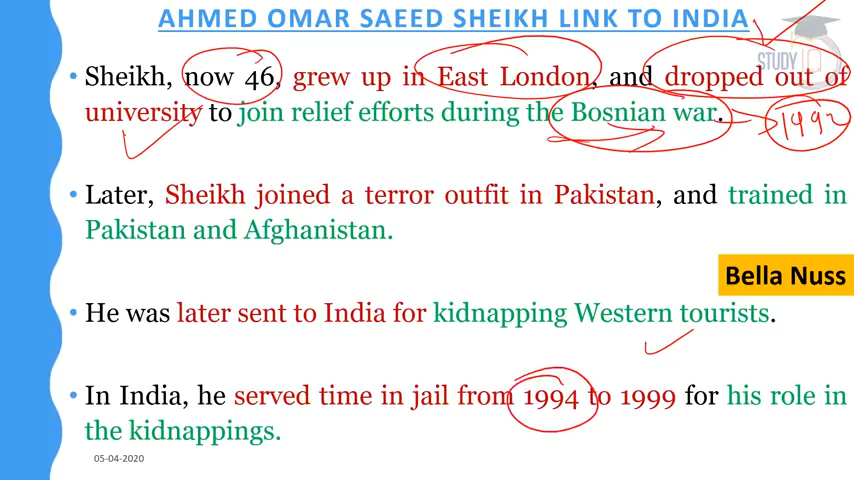 AHMED OMAR SAEED SHEIKH LINK TO INDIA
STUDY
• Sheikh, now 46, grew up in East London, and dropped out of
university to join relief efforts during the Bosnian war.
1992
• Later, Sheikh joined a terror outfit in Pakistan, and trained in
Pakistan and Afghanistan.
Bella Nuss
• He was later sent to India for kidnapping Western tourists.
• In India, he served time in jail from 1994 to 1999 for his role in
the kidnappings.
05-04-2020